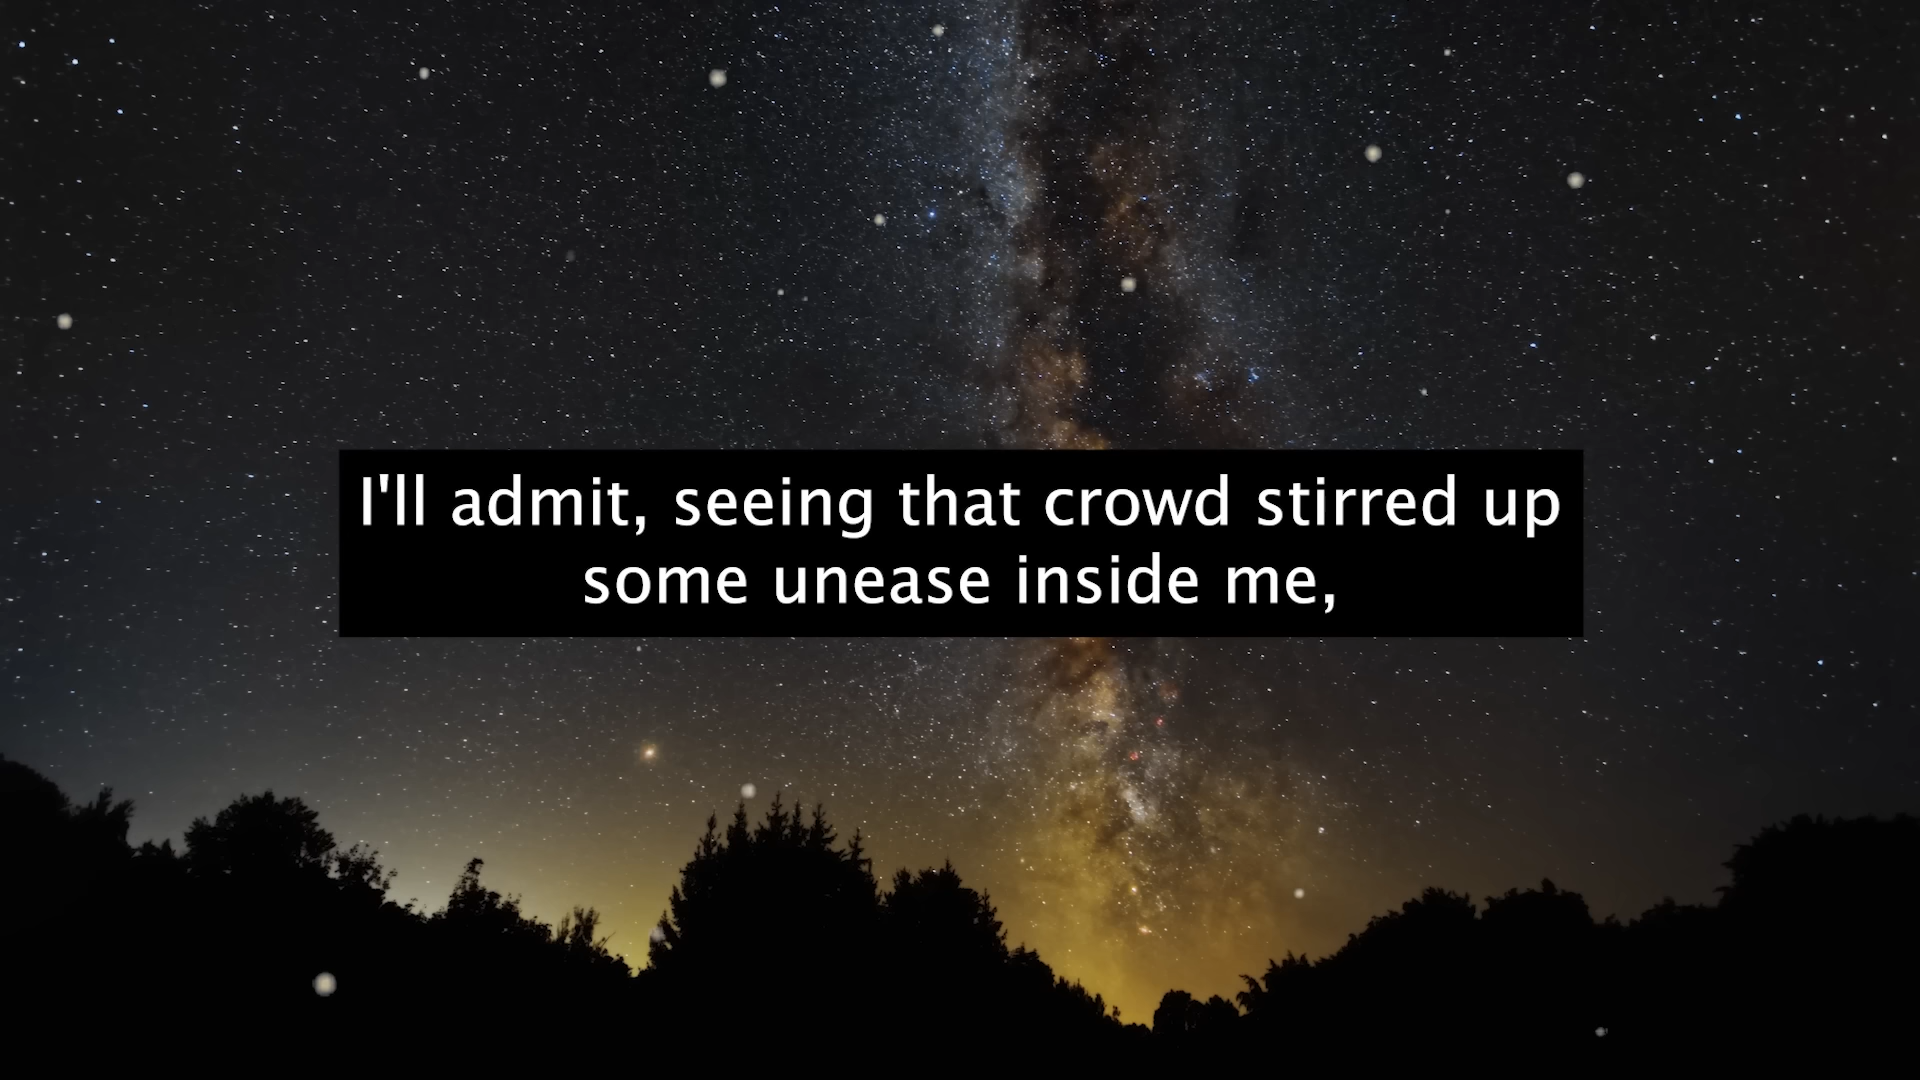 I'll admit, seeing that crowd stirred up
some unease inside me,